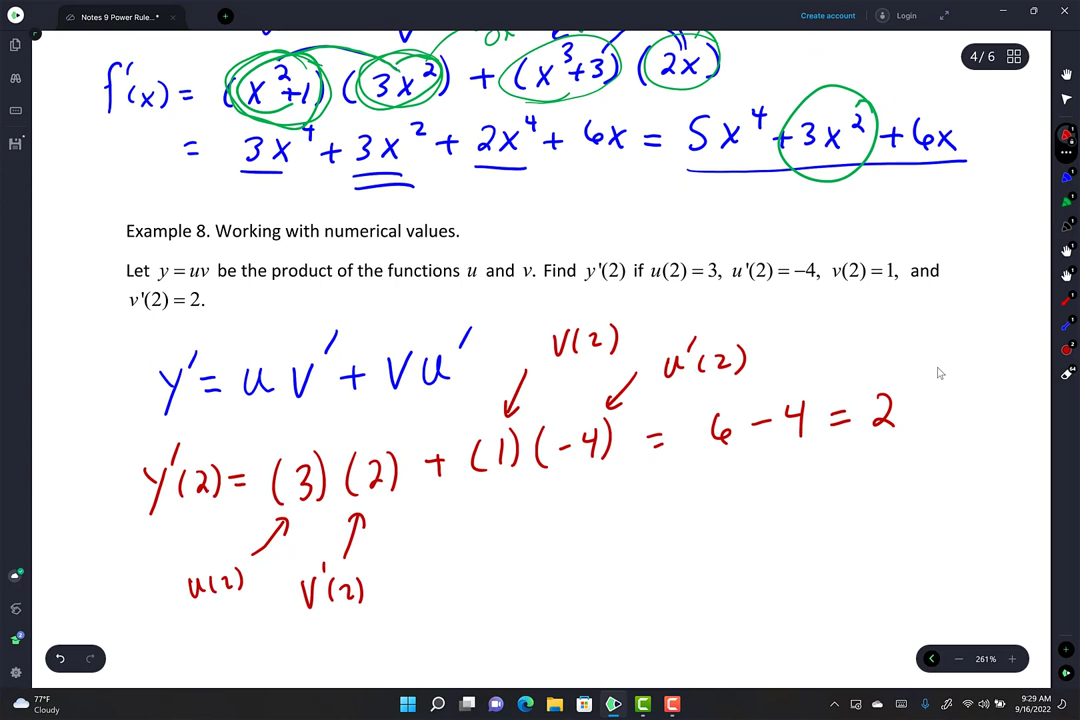 Notes 9 Power Rule...*
Create account
Login
4/6
f'(x) = (x²+1) (3x²) + (x³+3) (2x)
= 3x⁴ + 3x² + 2x⁴ + 6x = 5x⁴ + 3x² + 6x
Example 8. Working with numerical values.
Let y = uv be the product of the functions u and v. Find y'(2) if u(2) = 3, u'(2) = −4, v(2) = 1, and
v'(2) = 2.
v(2)
u'(2)
y' = u v' + v u'
y'(2) = (3) (2) + (1) (−4) = 6 − 4 = 2
u(2) v'(2)
261%
77°F
Cloudy
9:29 AM
9/16/2022